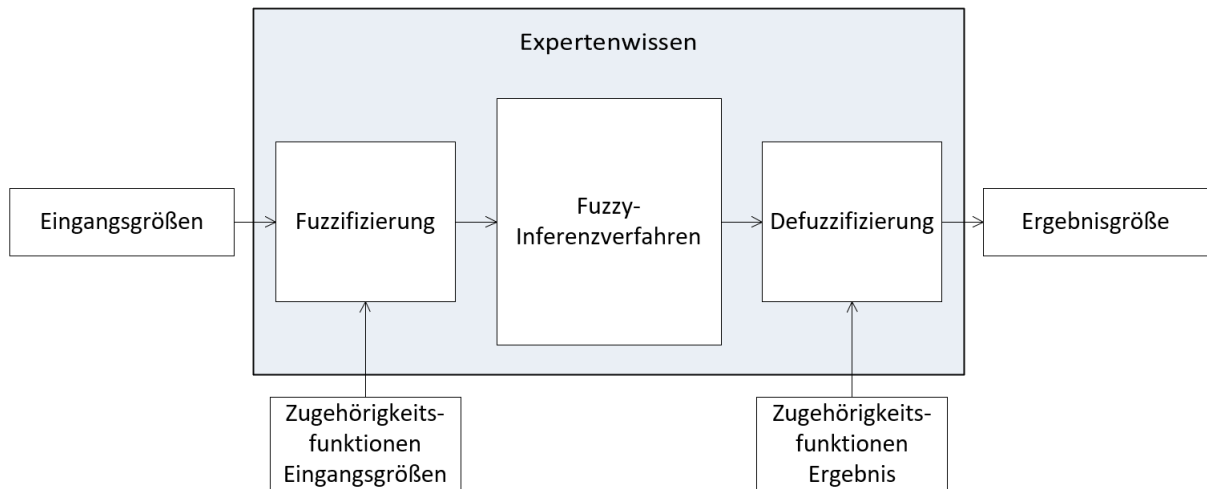 Expertenwissen
Eingangsgrößen
Fuzzifizierung
Fuzzy-
Inferenzverfahren
Defuzzifizierung
Ergebnisgröße
Zugehörigkeits-
funktionen
Eingangsgrößen
Zugehörigkeits-
funktionen
Ergebnis